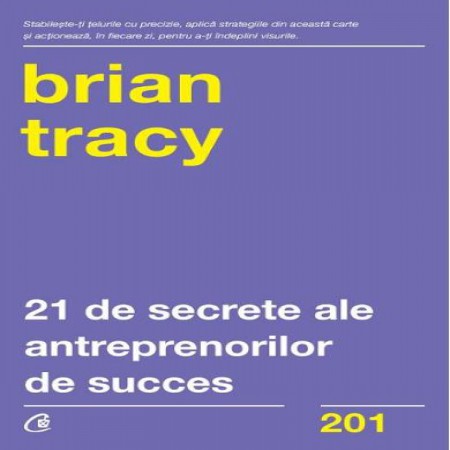 Stabilește-ți țelurile cu precizie, aplică strategiile din această carte
și acționează, în fiecare zi, pentru a-ți îndeplini visurile.
brian
tracy
21 de secrete ale
antreprenorilor
de succes
201